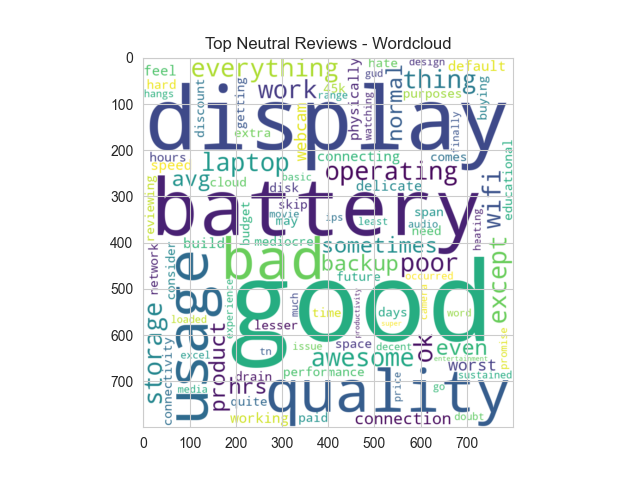 Top Neutral Reviews - Wordcloud
0
100
200
300
400
500
600
700
feel
everything
hate
design
gud
default
hard
hangs
discount
getting
work
45k
range
physically
watching
normal
thing
purposes
buying
extra
webcam
finally
display
hours
speed
laptop
connecting
comes
operating
educational
avg
cloud
basic
disk
delicate
wifi
reviewing
battery
skip
movie
may
ips
least
span
audio
heating
budget
need
network
consider
build
mediocre
sometimes
bad
backup
poor
except
future
occurred
usage
experience
good
much
time
productivity
days
super
camera
word
storage
loaded
lesser
promise
connectivity
excel
product
tn
issue
space
decent
ok
even
entertainment
awesome
worst
drain
performance
sustained
media
hrs
quality
price
go
quite
doubt
working
paid
connection
0 100 200 300 400 500 600 700